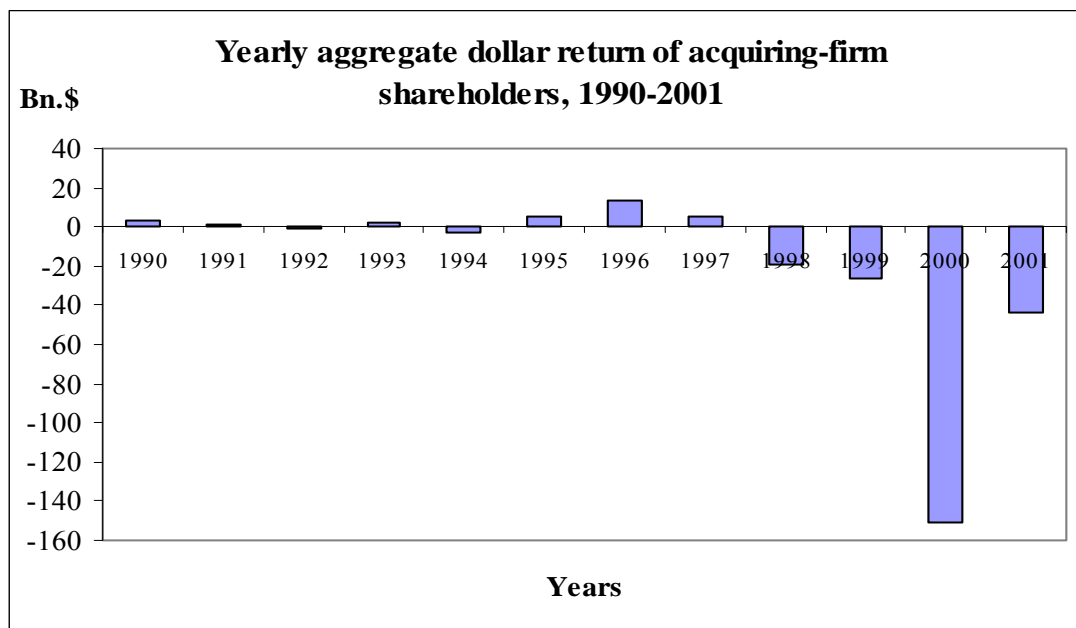 Yearly aggregate dollar return of acquiring-firm
shareholders, 1990-2001
Bn.$
40
20
0
-20
-40
-60
-80
-100
-120
-140
-160
1990 1991 1992 1993 1994 1995 1996 1997 1998 1999 2000 2001
Years